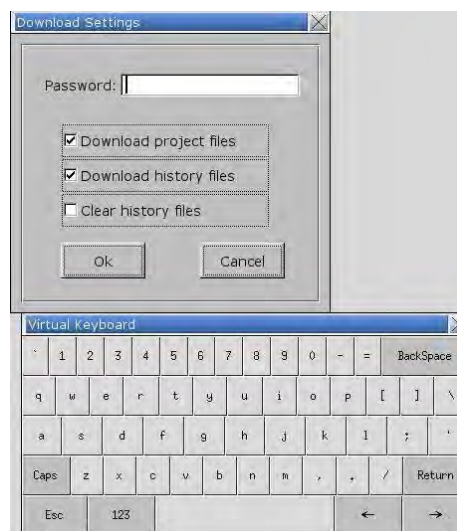 Download Settings
Password:
Download project files
Download history files
Clear history files
Ok Cancel
Virtual Keyboard
` 1 2 3 4 5 6 7 8 9 0 - = BackSpace
q w e r t y u i o p [ ] \
a s d f g h j k l ; '
Caps z x c v b n m , . / Return
Esc 123 ← →